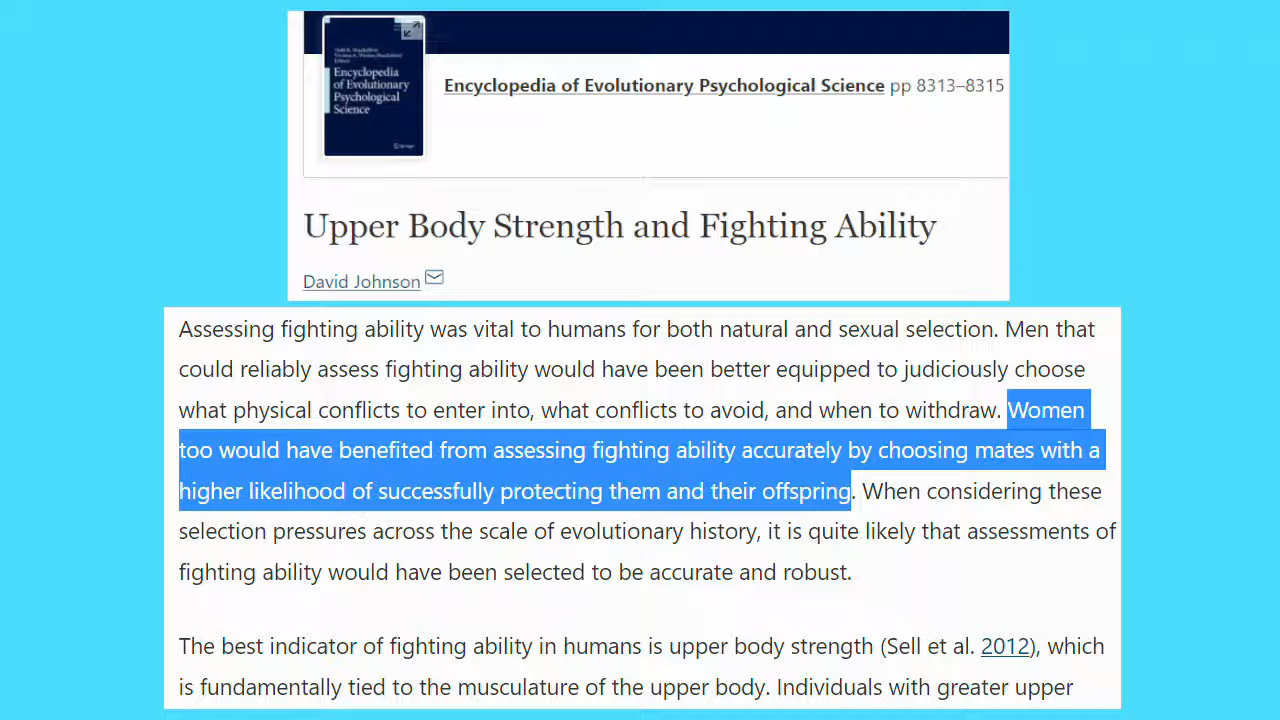 Encyclopedia
of Evolutionary
Psychological
Science
Springer
Encyclopedia of Evolutionary Psychological Science pp 8313–8315
Upper Body Strength and Fighting Ability
David Johnson
Assessing fighting ability was vital to humans for both natural and sexual selection. Men that
could reliably assess fighting ability would have been better equipped to judiciously choose
what physical conflicts to enter into, what conflicts to avoid, and when to withdraw. Women
too would have benefited from assessing fighting ability accurately by choosing mates with a
higher likelihood of successfully protecting them and their offspring. When considering these
selection pressures across the scale of evolutionary history, it is quite likely that assessments of
fighting ability would have been selected to be accurate and robust.
The best indicator of fighting ability in humans is upper body strength (Sell et al. 2012), which
is fundamentally tied to the musculature of the upper body. Individuals with greater upper